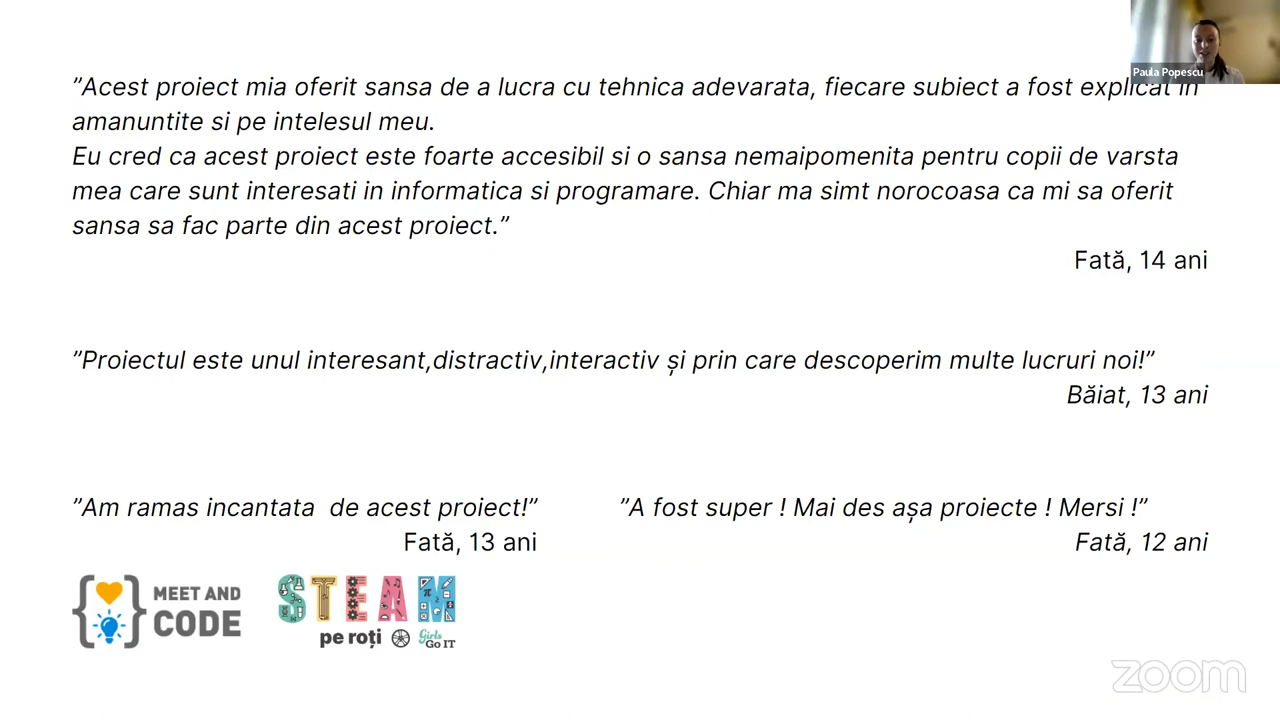 Paula Popescu
”Acest proiect mia oferit sansa de a lucra cu tehnica adevarata, fiecare subiect a fost explicat in
amanuntite si pe intelesul meu.
Eu cred ca acest proiect este foarte accesibil si o sansa nemaipomenita pentru copii de varsta
mea care sunt interesati in informatica si programare. Chiar ma simt norocoasa ca mi sa oferit
sansa sa fac parte din acest proiect.”
Fată, 14 ani
”Proiectul este unul interesant,distractiv,interactiv și prin care descoperim multe lucruri noi!”
Băiat, 13 ani
”Am ramas incantata  de acest proiect!”
Fată, 13 ani
”A fost super ! Mai des așa proiecte ! Mersi !”
Fată, 12 ani
MEET AND
CODE
STEAM
pe roți
Girls
Go IT
zoom